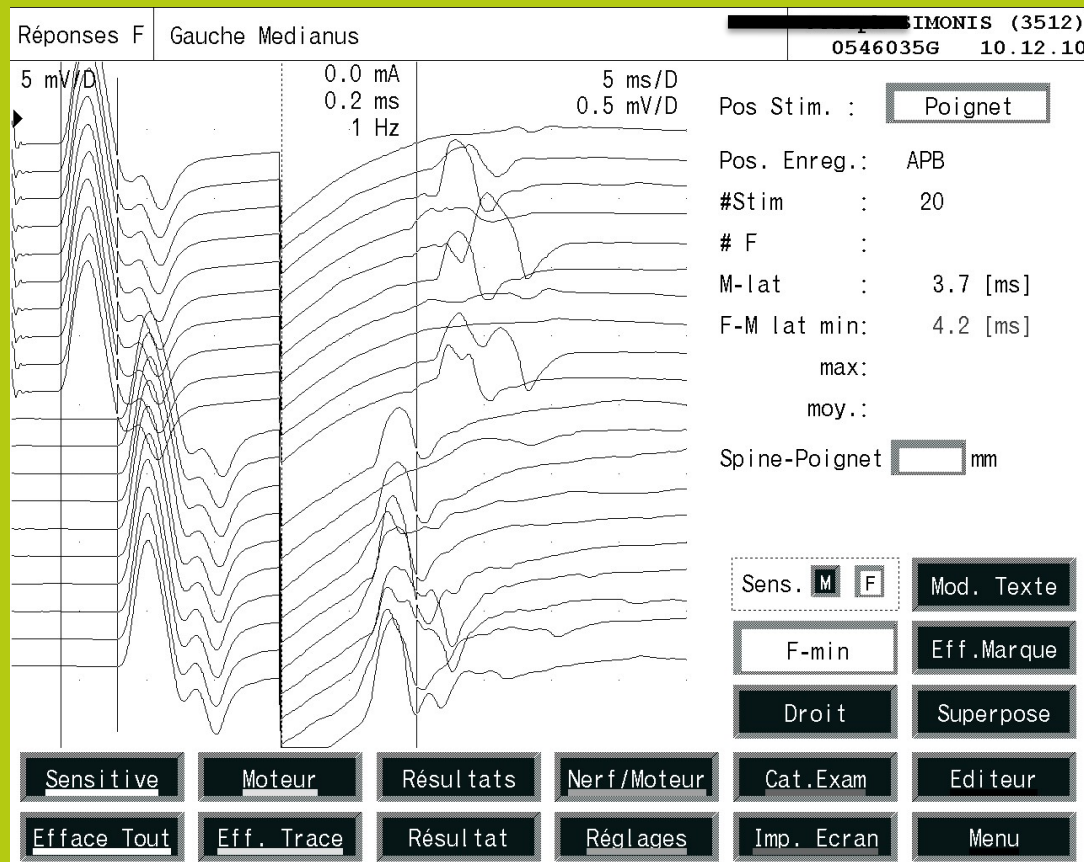 Réponses F
Gauche Medianus
SIMONIS (3512)
0546035G 10.12.10
5 mV/D
0.0 mA
0.2 ms
1 Hz
5 ms/D
0.5 mV/D
Pos Stim. : Poignet
Pos. Enreg.: APB
#Stim : 20
# F :
M-lat : 3.7 [ms]
F-M lat min: 4.2 [ms]
max:
moy.:
Spine-Poignet mm
Sens. M F
Mod. Texte
F-min
Eff.Marque
Droit
Superpose
Sensitive
Moteur
Résultats
Nerf/Moteur
Cat.Exam
Editeur
Efface Tout
Eff. Trace
Résultat
Réglages
Imp. Ecran
Menu